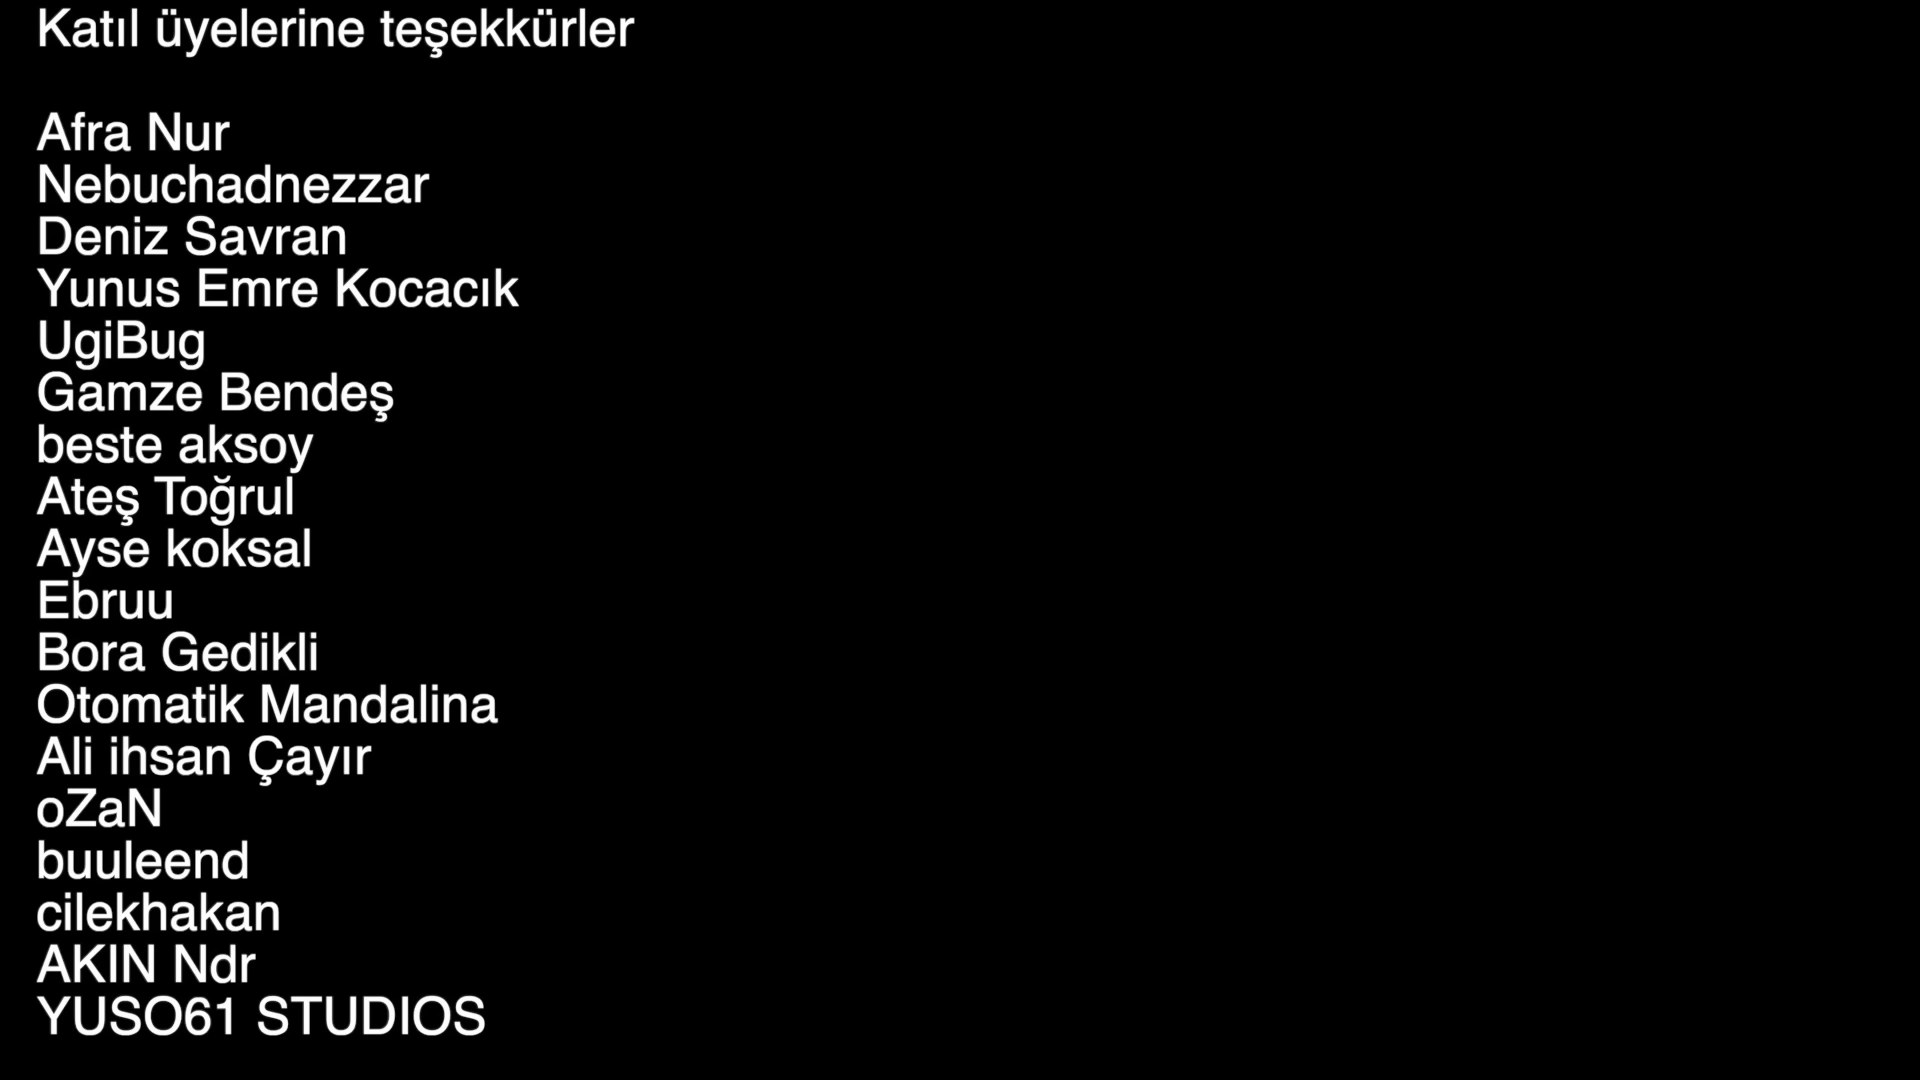 Katıl üyelerine teşekkürler
Afra Nur
Nebuchadnezzar
Deniz Savran
Yunus Emre Kocacık
UgiBug
Gamze Bendeş
beste aksoy
Ateş Toğrul
Ayse koksal
Ebruu
Bora Gedikli
Otomatik Mandalina
Ali ihsan Çayır
oZaN
buuleend
cilekhakan
AKIN Ndr
YUSO61 STUDIOS